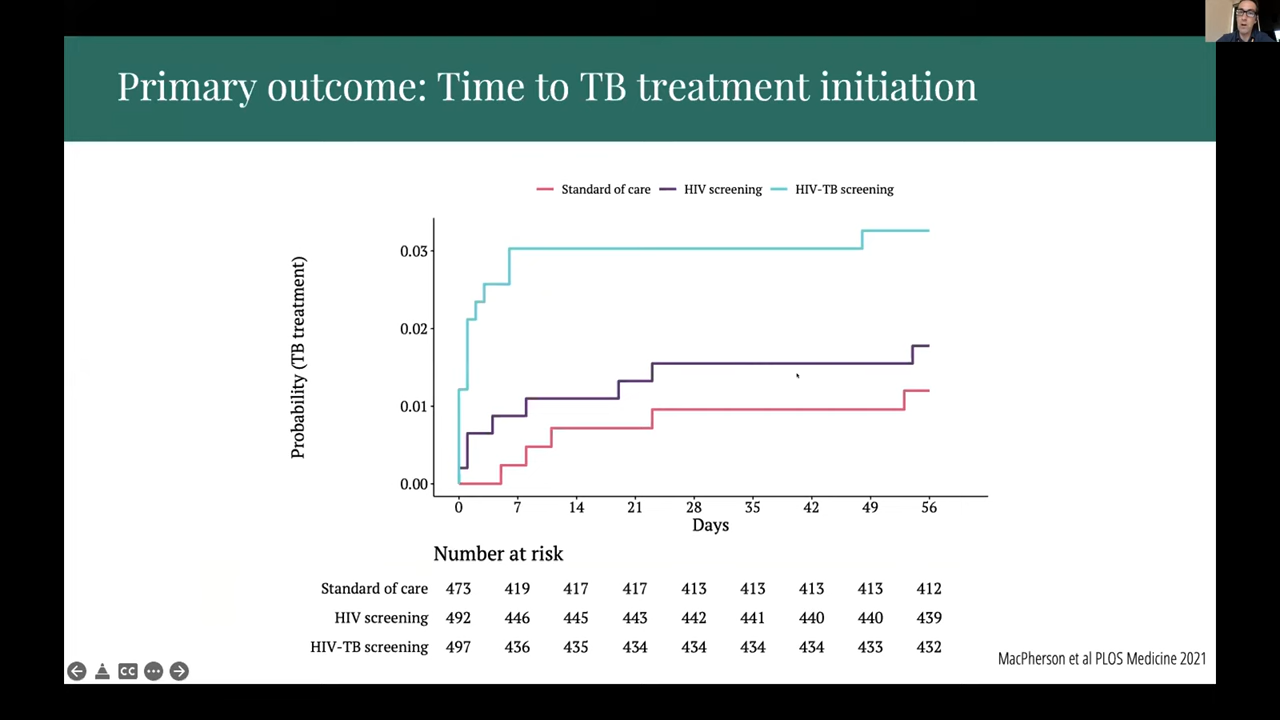 Primary outcome: Time to TB treatment initiation
Standard of care HIV screening HIV-TB screening
Probability (TB treatment)
0.03
0.02
0.01
0.00
0 7 14 21 28 35 42 49 56
Days
Number at risk
Standard of care 473 419 417 417 413 413 413 413 412
HIV screening 492 446 445 443 442 441 440 440 439
HIV-TB screening 497 436 435 434 434 434 434 433 432
MacPherson et al PLOS Medicine 2021
CC